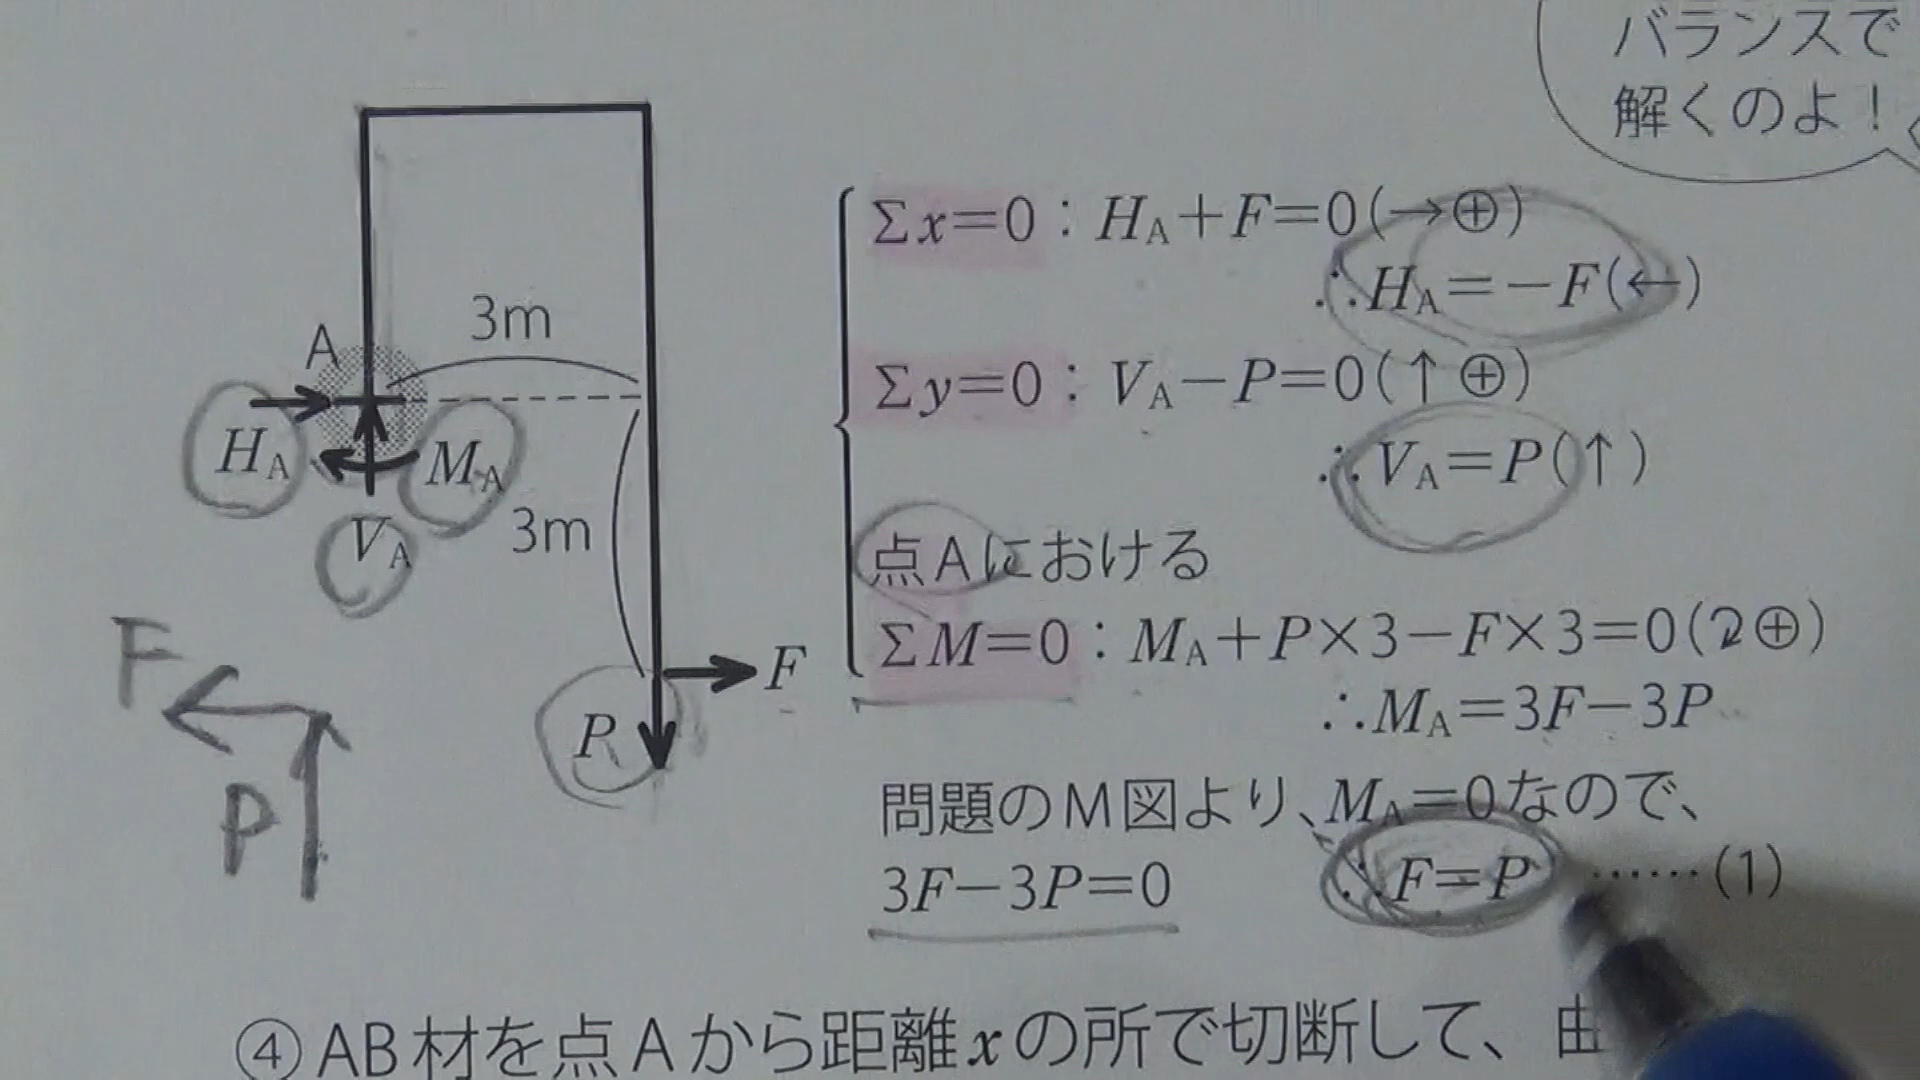 バランスで
解くのよ！
Σx=0：H_A+F=0(→⊕)
∴H_A=−F(←)
Σy=0：V_A−P=0(↑⊕)
∴V_A=P(↑)
点Aにおける
ΣM=0：M_A+P×3−F×3=0(↷⊕)
∴M_A=3F−3P
問題のM図より、M_A=0なので、
3F−3P=0 ∴F=P ……(1)
A
3m
H_A
M_A
V_A
3m
F
P
F
P
④AB材を点Aから距離xの所で切断して、曲